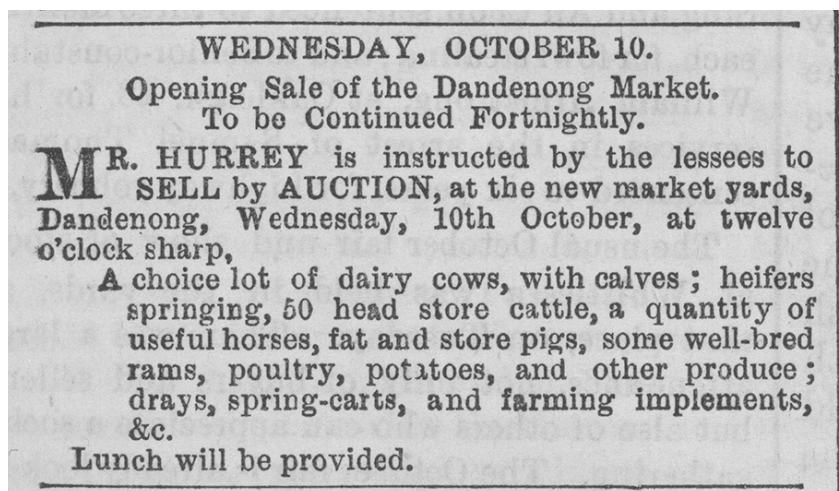 WEDNESDAY, OCTOBER 10.
Opening Sale of the Dandenong Market.
To be Continued Fortnightly.
MR. HURREY is instructed by the lessees to
SELL by AUCTION, at the new market yards,
Dandenong, Wednesday, 10th October, at twelve
o'clock sharp,
A choice lot of dairy cows, with calves; heifers
springing, 50 head store cattle, a quantity of
useful horses, fat and store pigs, some well-bred
rams, poultry, potatoes, and other produce;
drays, spring-carts, and farming implements,
&c.
Lunch will be provided.